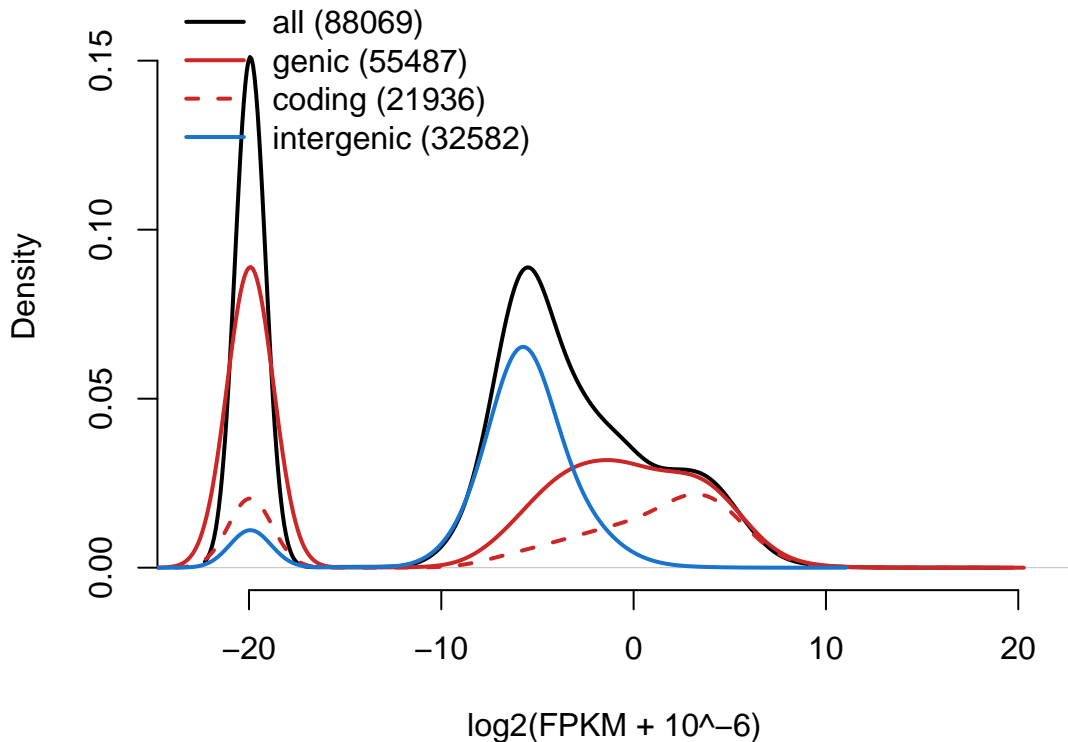 all (88069)
genic (55487)
coding (21936)
intergenic (32582)
0.15
0.10
0.05
0.00
Density
−20 −10 0 10 20
log2(FPKM + 10^−6)